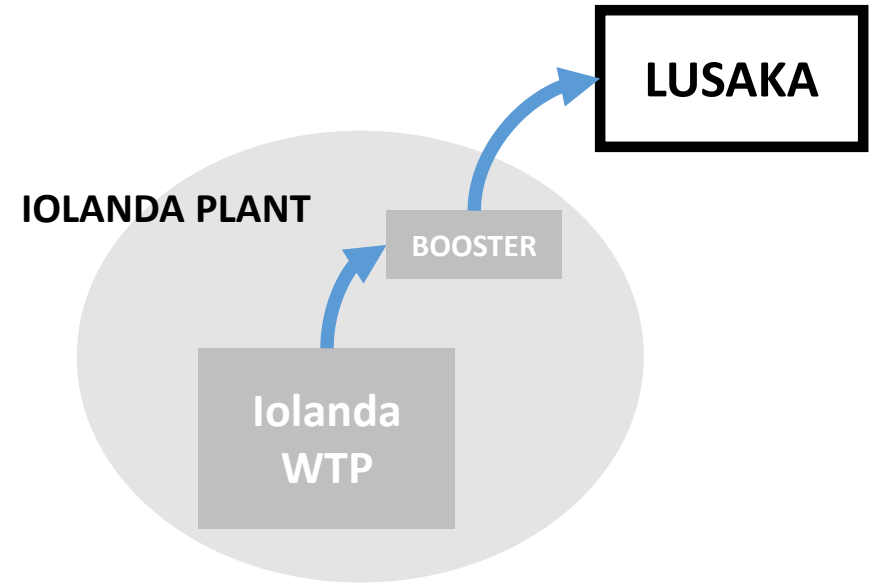 LUSAKA
IOLANDA PLANT
BOOSTER
Iolanda
WTP